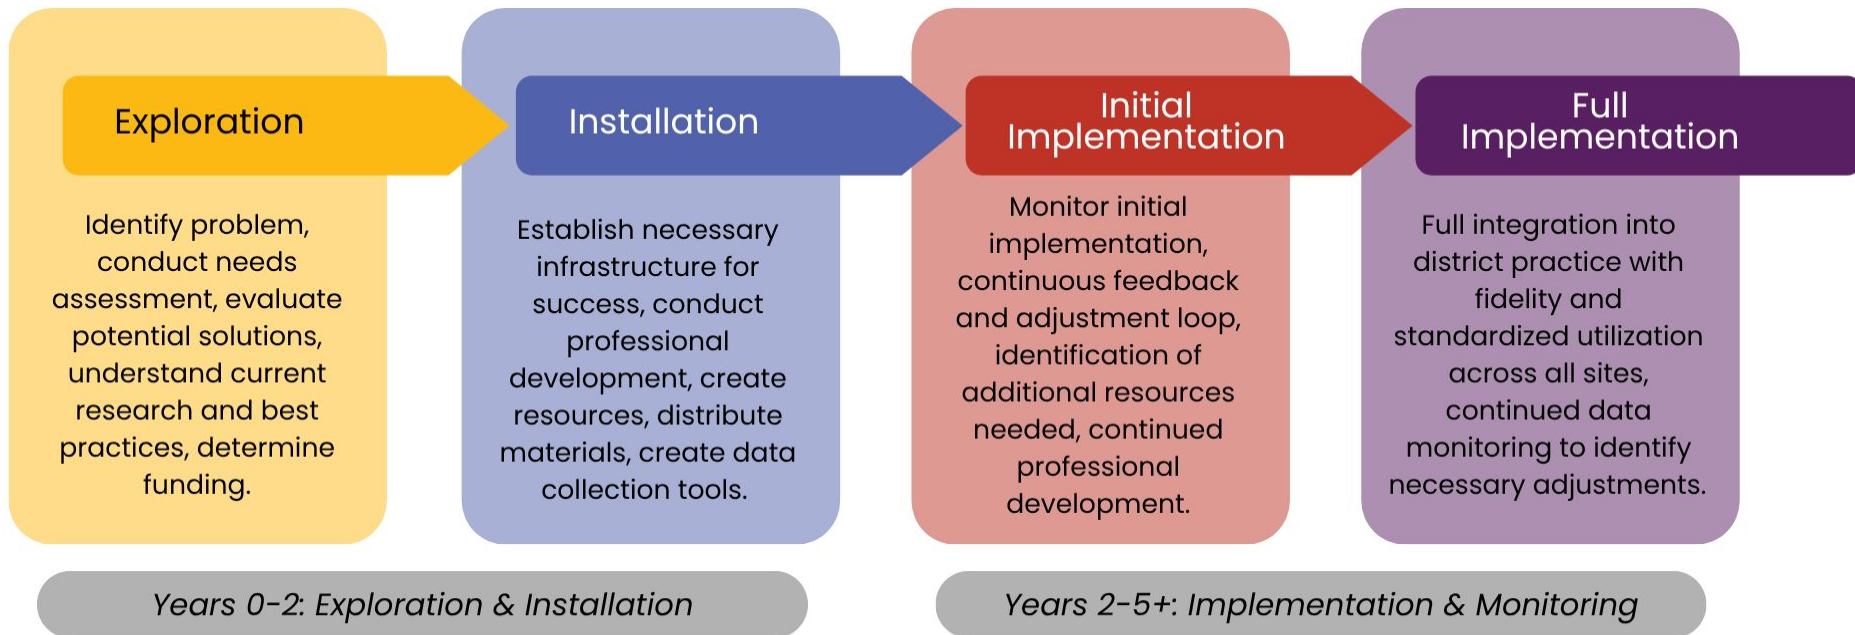 Exploration
Identify problem,
conduct needs
assessment, evaluate
potential solutions,
understand current
research and best
practices, determine
funding.
Installation
Establish necessary
infrastructure for
success, conduct
professional
development, create
resources, distribute
materials, create data
collection tools.
Initial
Implementation
Monitor initial
implementation,
continuous feedback
and adjustment loop,
identification of
additional resources
needed, continued
professional
development.
Full
Implementation
Full integration into
district practice with
fidelity and
standardized utilization
across all sites,
continued data
monitoring to identify
necessary adjustments.
Years 0-2: Exploration & Installation
Years 2-5+: Implementation & Monitoring